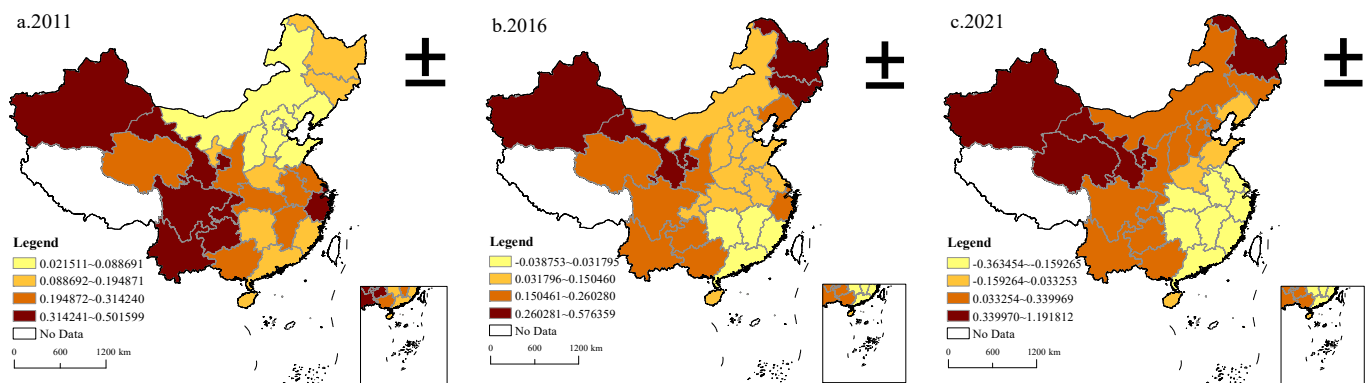 a.2011
Legend
0.021511~0.088691
0.088692~0.194871
0.194872~0.314240
0.314241~0.501599
No Data
0 600 1200 km
b.2016
Legend
-0.038753~0.031795
0.031796~0.150460
0.150461~0.260280
0.260281~0.576359
No Data
0 600 1200 km
c.2021
Legend
-0.363454~-0.159265
-0.159264~0.033253
0.033254~0.339969
0.339970~1.191812
No Data
0 600 1200 km